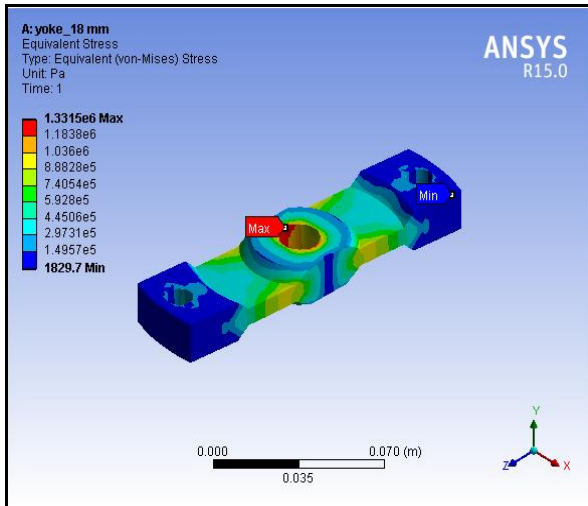 A: yoke_18 mm
Equivalent Stress
Type: Equivalent (von-Mises) Stress
Unit: Pa
Time: 1
ANSYS
R15.0
1.3315e6 Max
1.1838e6
1.036e6
8.8828e5
7.4054e5
5.928e5
4.4506e5
2.9731e5
1.4957e5
1829.7 Min
Min
Max
0.000
0.070 (m)
0.035
Y
Z
X